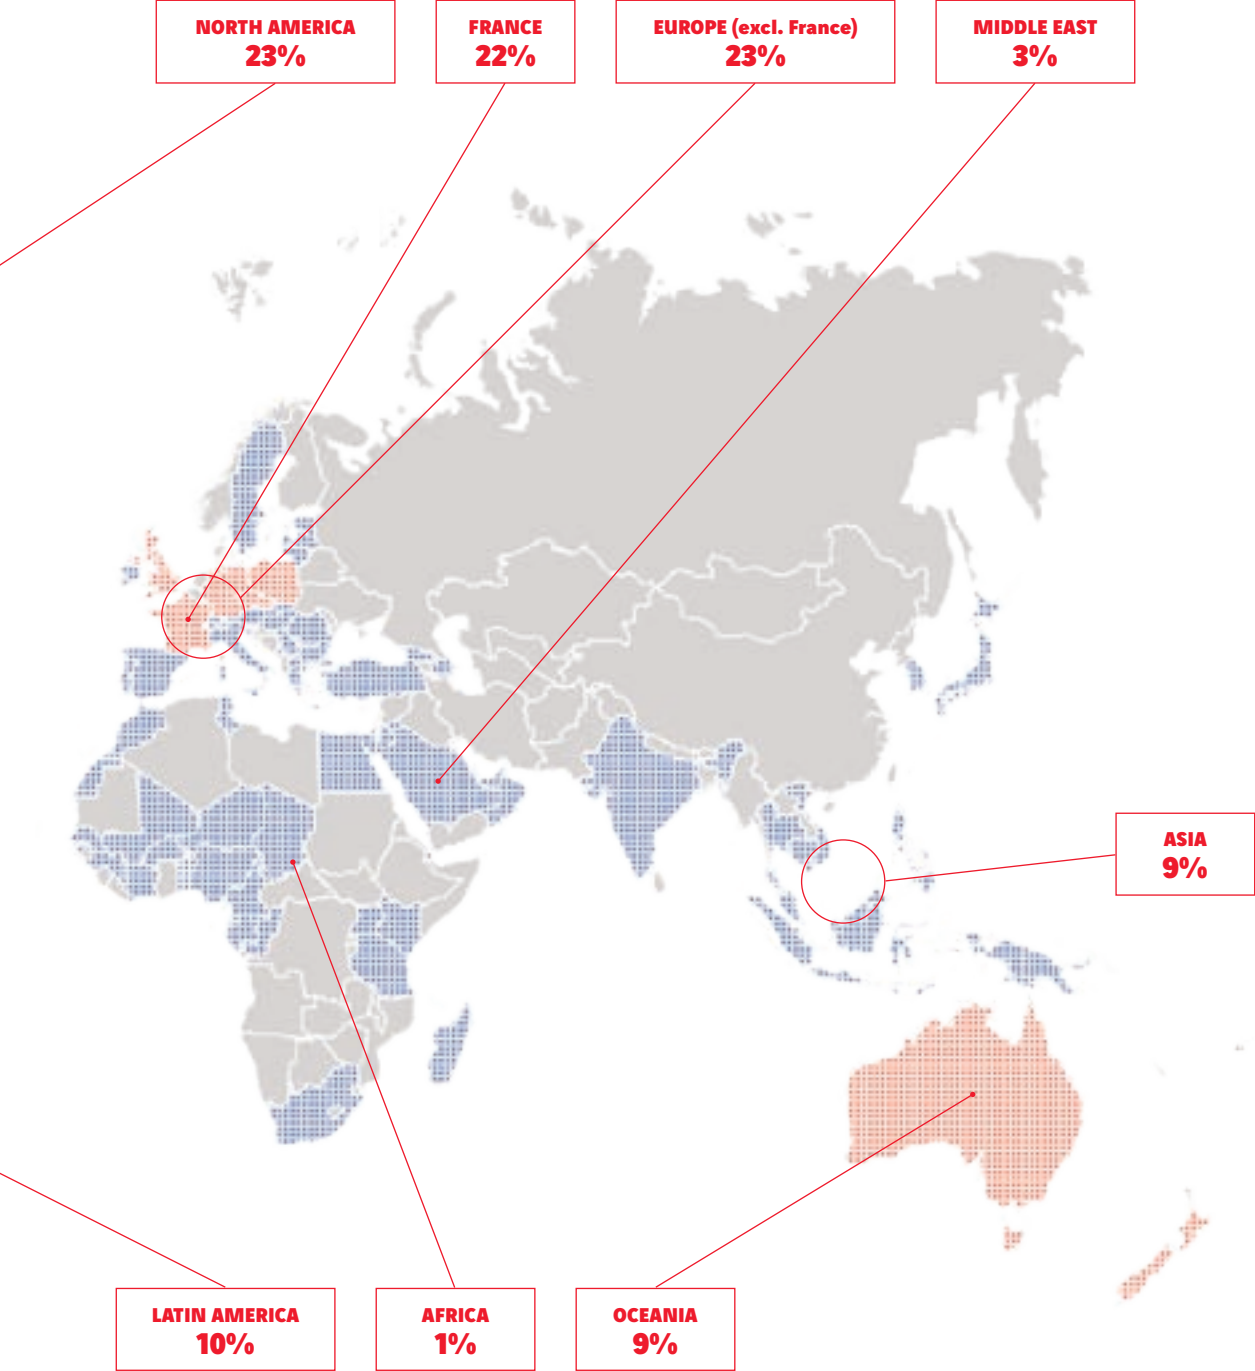 NORTH AMERICA
23%
FRANCE
22%
EUROPE (excl. France)
23%
MIDDLE EAST
3%
ASIA
9%
LATIN AMERICA
10%
AFRICA
1%
OCEANIA
9%